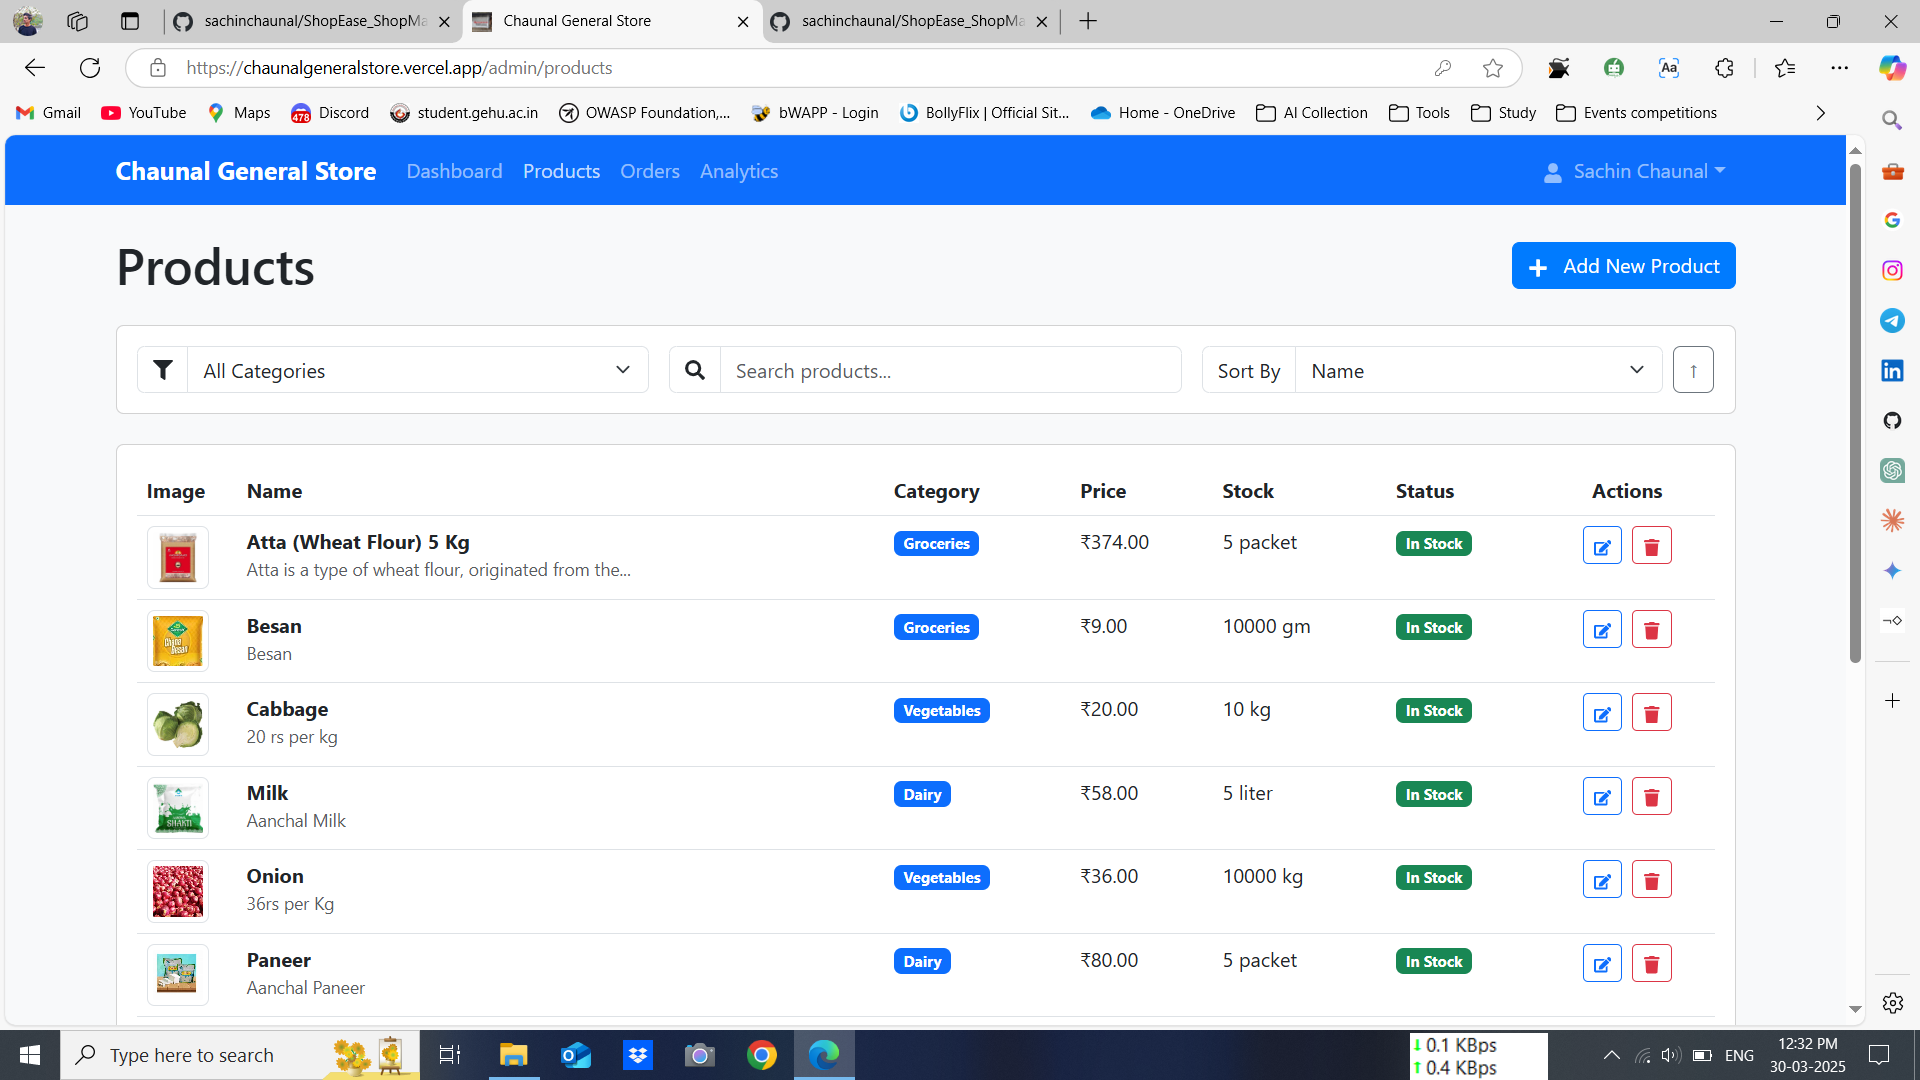 sachinchaunal/ShopEase_ShopMa
Chaunal General Store
sachinchaunal/ShopEase_ShopMa
https://chaunalgeneralstore.vercel.app/admin/products
Gmail
YouTube
Maps
478
Discord
student.gehu.ac.in
OWASP Foundation,...
bWAPP - Login
BollyFlix | Official Sit...
Home - OneDrive
AI Collection
Tools
Study
Events competitions
Chaunal General Store
Dashboard
Products
Orders
Analytics
Sachin Chaunal
Products
+ Add New Product
All Categories
Search products...
Sort By
Name
↑
Image Name Category Price Stock Status Actions
Atta (Wheat Flour) 5 Kg Groceries ₹374.00 5 packet In Stock
Atta is a type of wheat flour, originated from the...
Besan Groceries ₹9.00 10000 gm In Stock
Besan
Cabbage Vegetables ₹20.00 10 kg In Stock
20 rs per kg
Milk Dairy ₹58.00 5 liter In Stock
Aanchal Milk
SHAKTI
Onion Vegetables ₹36.00 10000 kg In Stock
36rs per Kg
Paneer Dairy ₹80.00 5 packet In Stock
Aanchal Paneer
Type here to search
0.1 KBps
0.4 KBps
ENG
12:32 PM
30-03-2025